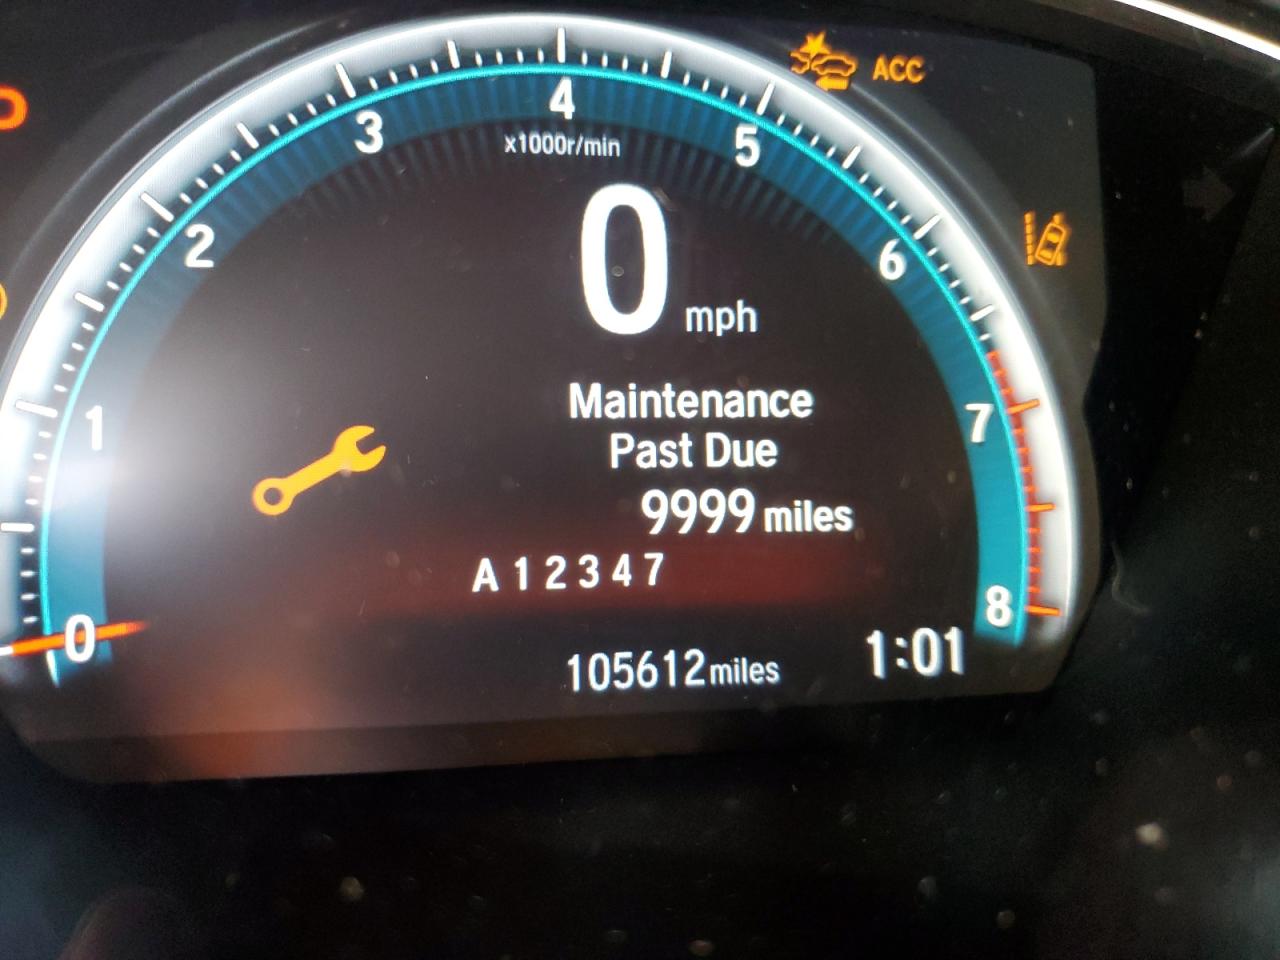 ACC
4
3
5
x1000r/min
2
0 mph
6
Maintenance
Past Due
1
7
9999 miles
A 1 2 3 4 7
0
8
105612 miles
1:01